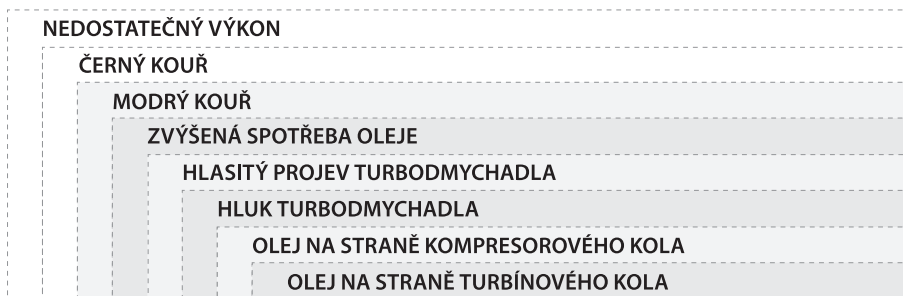 NEDOSTATEČNÝ VÝKON
ČERNÝ KOUŘ
MODRÝ KOUŘ
ZVÝŠENÁ SPOTŘEBA OLEJE
HLASITÝ PROJEV TURBODMYCHADLA
HLUK TURBODMYCHADLA
OLEJ NA STRANĚ KOMPRESOROVÉHO KOLA
OLEJ NA STRANĚ TURBÍNOVÉHO KOLA